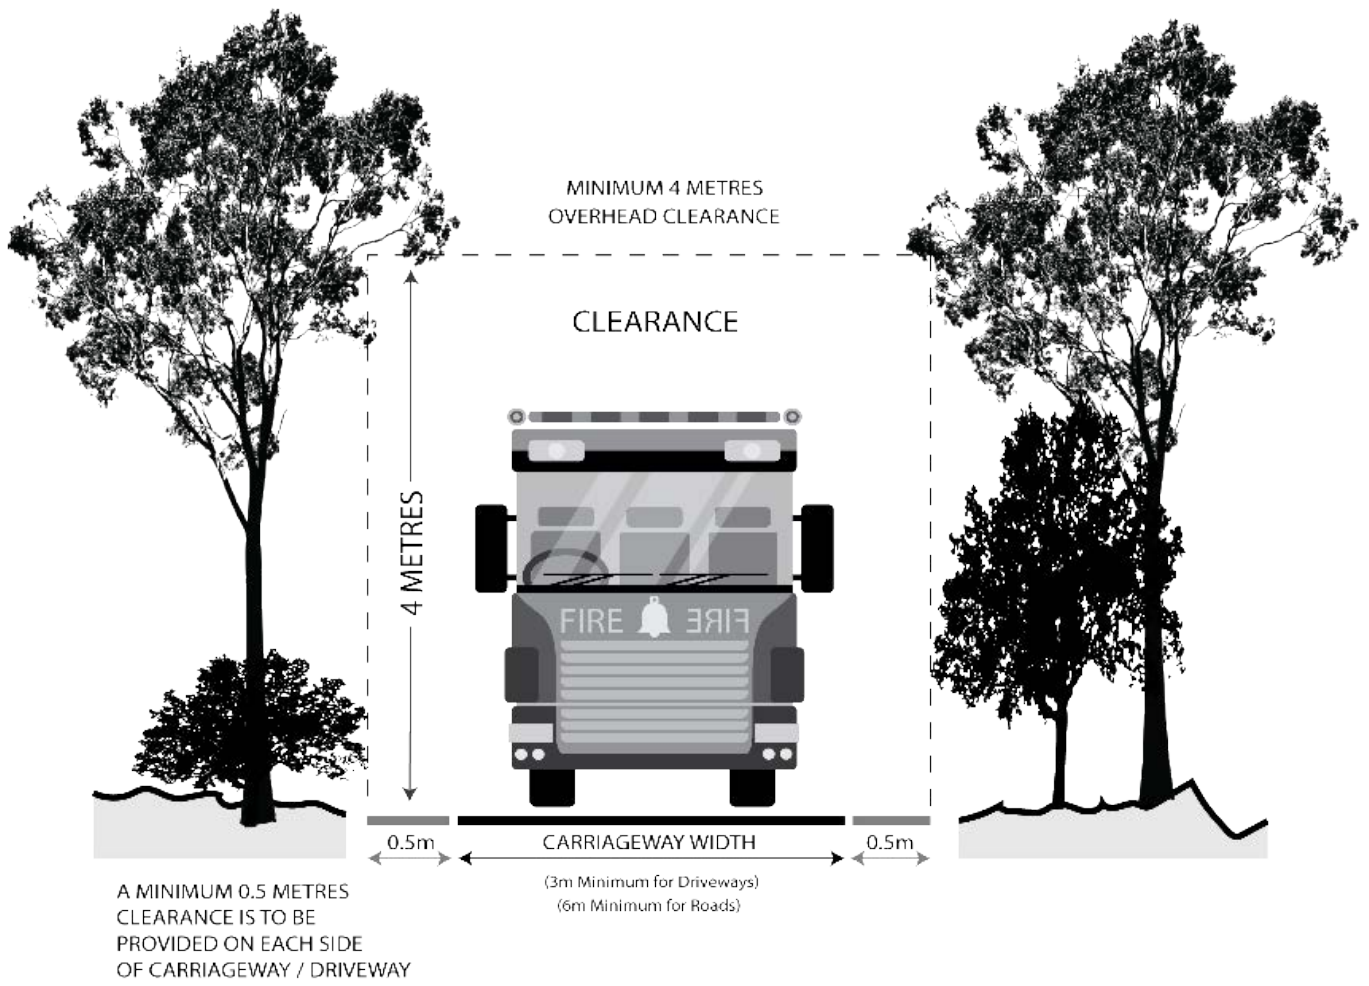 MINIMUM 4 METRES
OVERHEAD CLEARANCE
CLEARANCE
4 METRES
FIRE FIRE
0.5m
CARRIAGEWAY WIDTH
0.5m
(3m Minimum for Driveways)
(6m Minimum for Roads)
A MINIMUM 0.5 METRES
CLEARANCE IS TO BE
PROVIDED ON EACH SIDE
OF CARRIAGEWAY / DRIVEWAY